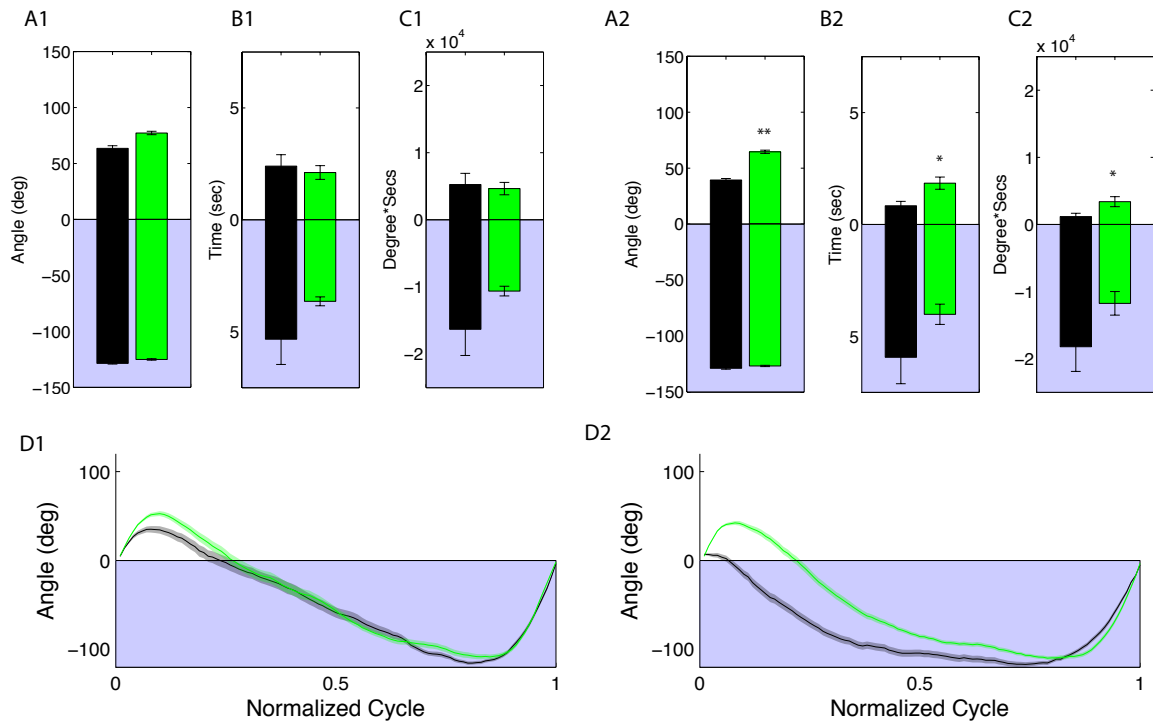 A1
B1
C1
x 10^4
150
100
50
0
−50
−100
−150
Angle (deg)
5
0
5
Time (sec)
2
1
0
−1
−2
Degree*Secs
A2
B2
C2
x 10^4
150
100
50
0
−50
−100
−150
Angle (deg)
**
5
0
5
Time (sec)
*
2
1
0
−1
−2
Degree*Secs
*
D1
100
0
−100
Angle (deg)
0
0.5
1
Normalized Cycle
D2
100
0
−100
Angle (deg)
0
0.5
1
Normalized Cycle